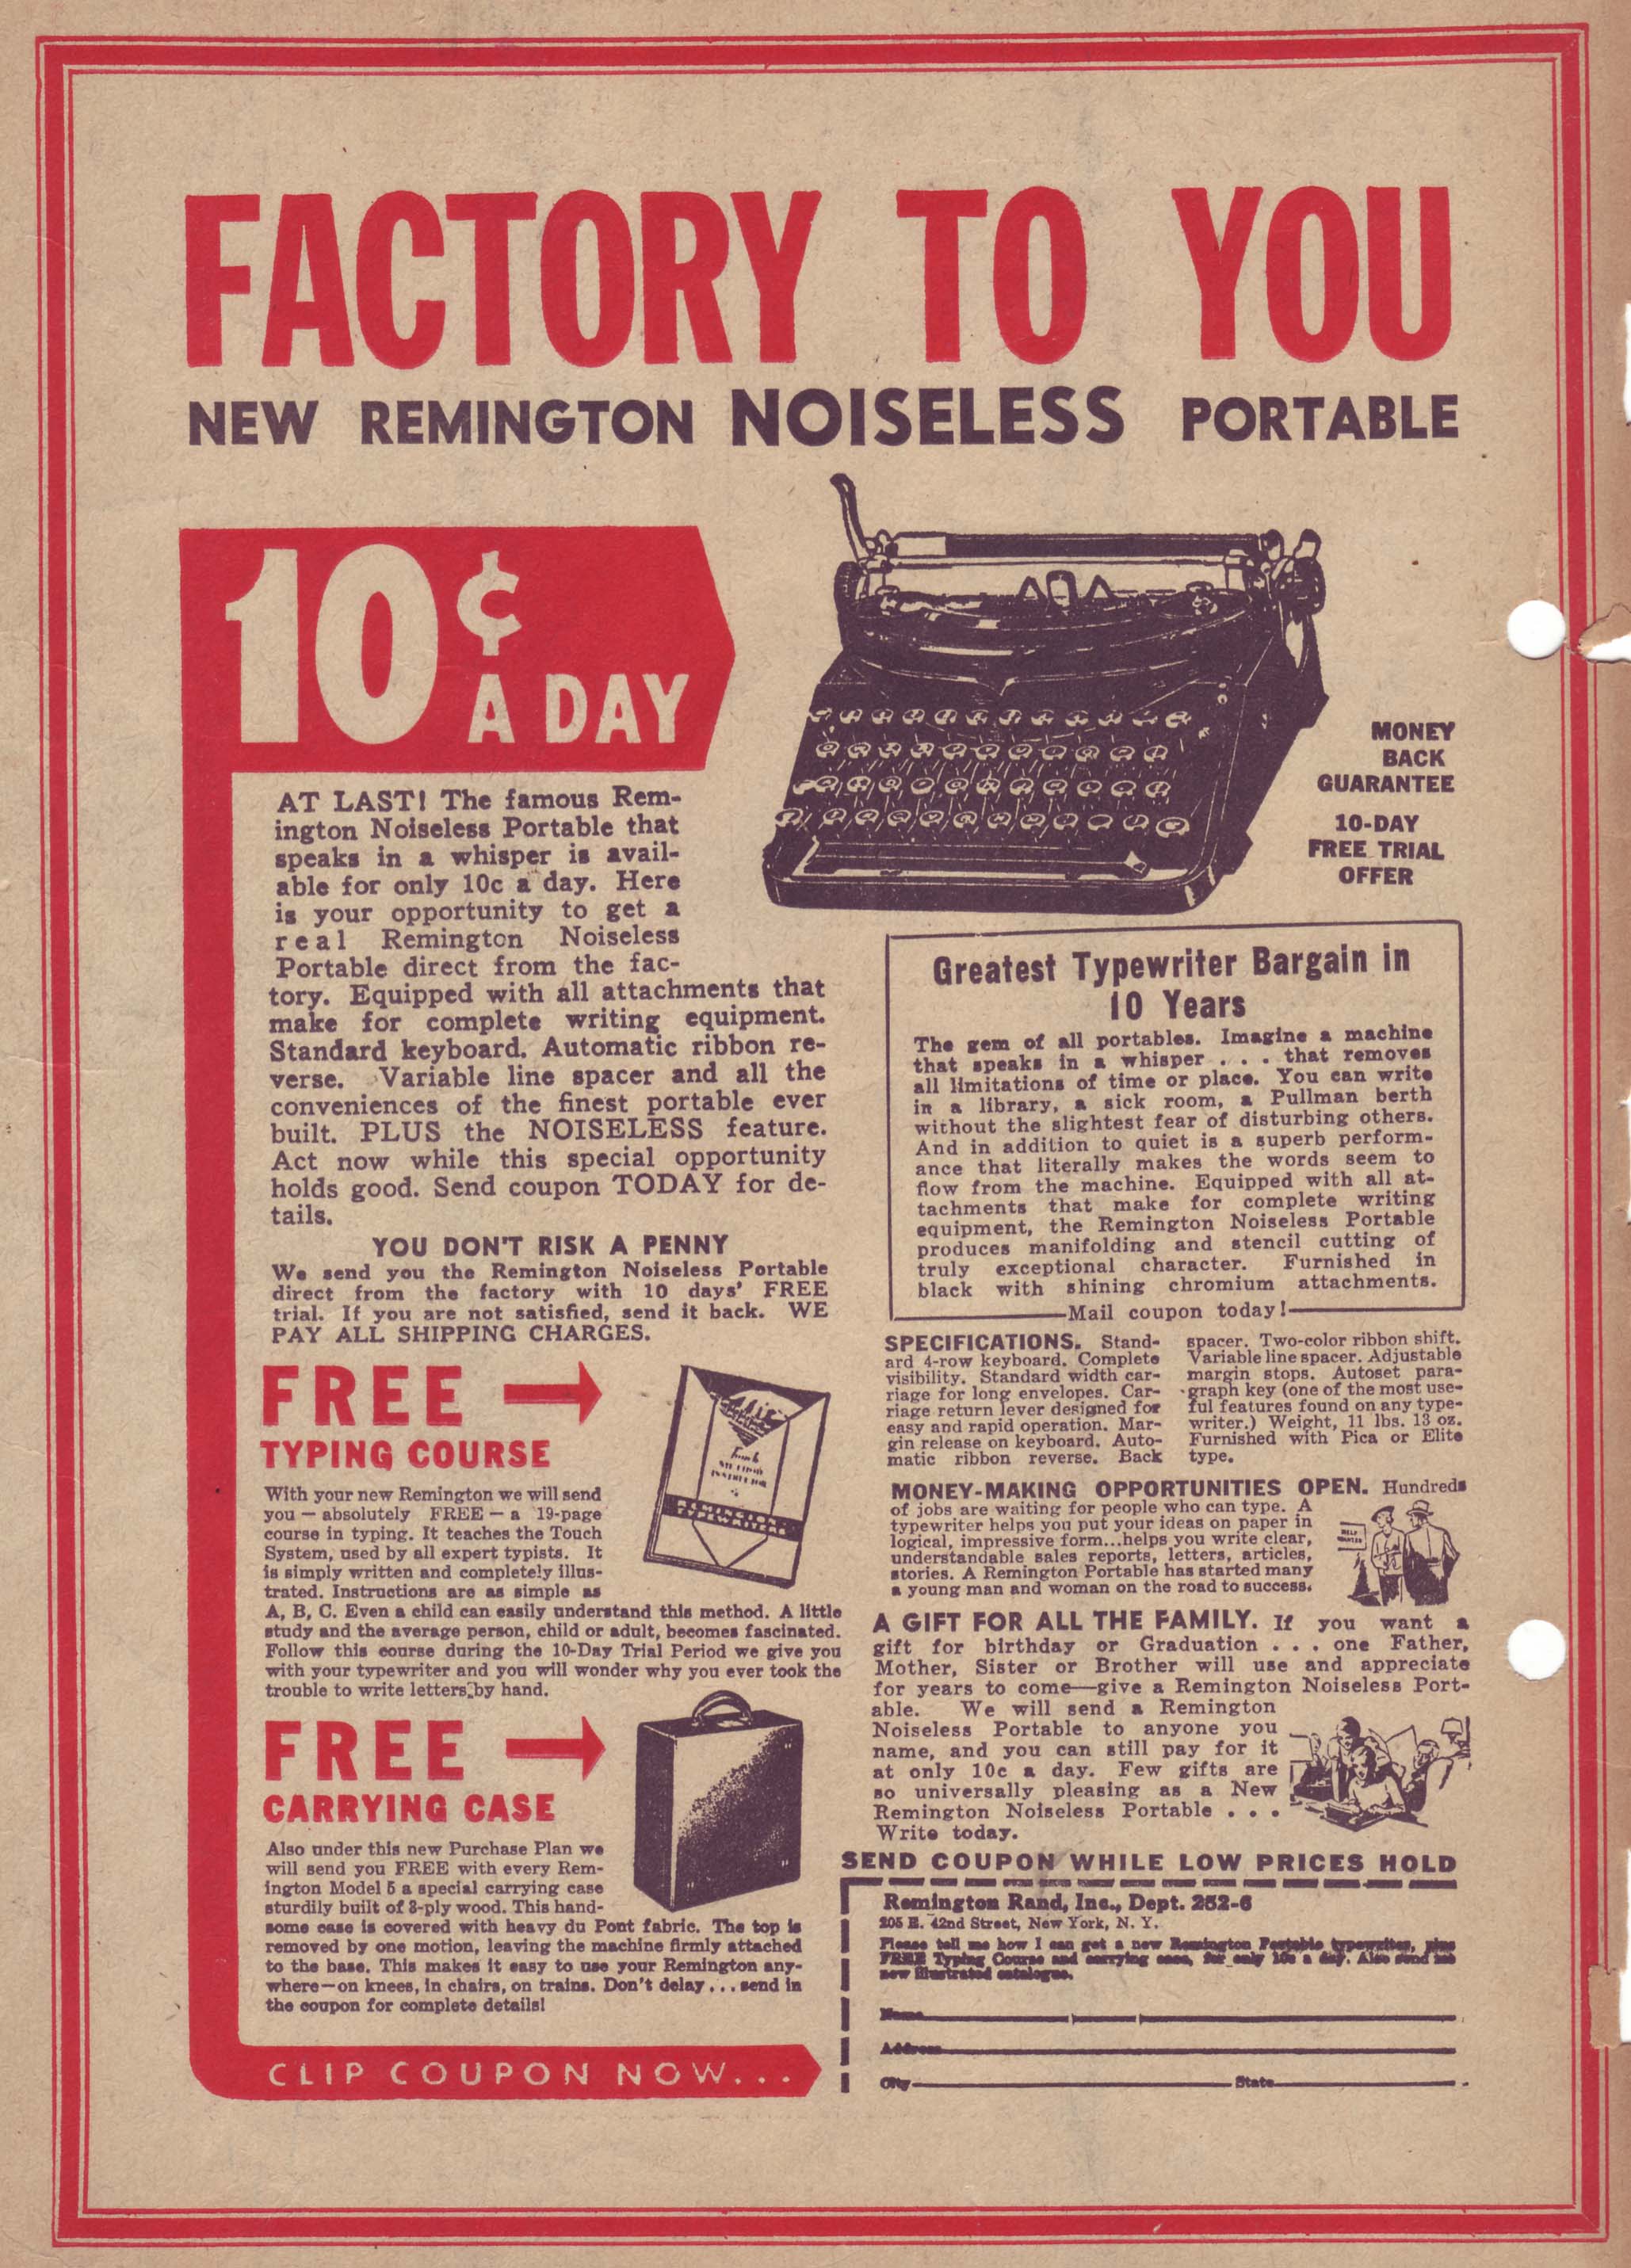 FACTORY TO YOU
NEW REMINGTON NOISELESS PORTABLE
10¢
A DAY
AT LAST! The famous Rem-
ington Noiseless Portable that
speaks in a whisper is avail-
able for only 10c a day. Here
is your opportunity to get a
real Remington Noiseless
Portable direct from the fac-
tory. Equipped with all attachments that
make for complete writing equipment.
Standard keyboard. Automatic ribbon re-
verse. Variable line spacer and all the
conveniences of the finest portable ever
built. PLUS the NOISELESS feature.
Act now while this special opportunity
holds good. Send coupon TODAY for de-
tails.
YOU DON'T RISK A PENNY
We send you the Remington Noiseless Portable
direct from the factory with 10 days' FREE
trial. If you are not satisfied, send it back. WE
PAY ALL SHIPPING CHARGES.
FREE
TYPING COURSE
With your new Remington we will send
you — absolutely FREE — a 19-page
course in typing. It teaches the Touch
System, used by all expert typists. It
is simply written and completely illus-
trated. Instructions are as simple as
A, B, C. Even a child can easily understand this method. A little
study and the average person, child or adult, becomes fascinated.
Follow this course during the 10-Day Trial Period we give you
with your typewriter and you will wonder why you ever took the
trouble to write letters by hand.
REMINGTON
TYPEWRITERS
FREE
CARRYING CASE
Also under this new Purchase Plan we
will send you FREE with every Rem-
ington Model 5 a special carrying case
sturdily built of 3-ply wood. This hand-
some case is covered with heavy du Pont fabric. The top is
removed by one motion, leaving the machine firmly attached
to the base. This makes it easy to use your Remington any-
where—on knees, in chairs, on trains. Don't delay . . . send in
the coupon for complete details!
CLIP COUPON NOW...
MONEY
BACK
GUARANTEE
10-DAY
FREE TRIAL
OFFER
Greatest Typewriter Bargain in
10 Years
The gem of all portables. Imagine a machine
that speaks in a whisper . . . that removes
all limitations of time or place. You can write
in a library, a sick room, a Pullman berth
without the slightest fear of disturbing others.
And in addition to quiet is a superb perform-
ance that literally makes the words seem to
flow from the machine. Equipped with all at-
tachments that make for complete writing
equipment, the Remington Noiseless Portable
produces manifolding and stencil cutting of
truly exceptional character. Furnished in
black with shining chromium attachments.
Mail coupon today!
SPECIFICATIONS. Stand-
ard 4-row keyboard. Complete
visibility. Standard width car-
riage for long envelopes. Car-
riage return lever designed for
easy and rapid operation. Mar-
gin release on keyboard. Auto-
matic ribbon reverse. Back
spacer. Two-color ribbon shift.
Variable line spacer. Adjustable
margin stops. Autoset para-
graph key (one of the most use-
ful features found on any type-
writer.) Weight, 11 lbs. 13 oz.
Furnished with Pica or Elite
type.
MONEY-MAKING OPPORTUNITIES OPEN. Hundreds
of jobs are waiting for people who can type. A
typewriter helps you put your ideas on paper in
logical, impressive form...helps you write clear,
understandable sales reports, letters, articles,
stories. A Remington Portable has started many
a young man and woman on the road to success.
HELP
WANTED
A GIFT FOR ALL THE FAMILY. If you want a
gift for birthday or Graduation . . . one Father,
Mother, Sister or Brother will use and appreciate
for years to come—give a Remington Noiseless Port-
able. We will send a Remington
Noiseless Portable to anyone you
name, and you can still pay for it
at only 10c a day. Few gifts are
so universally pleasing as a New
Remington Noiseless Portable . . .
Write today.
SEND COUPON WHILE LOW PRICES HOLD
Remington Rand, Inc., Dept. 252-6
205 E. 42nd Street, New York, N. Y.
Please tell me how I can get a new Remington Portable typewriter, plus
FREE Typing Course and carrying case, for only 10c a day. Also send me
new illustrated catalogue.
Name
Address
City State